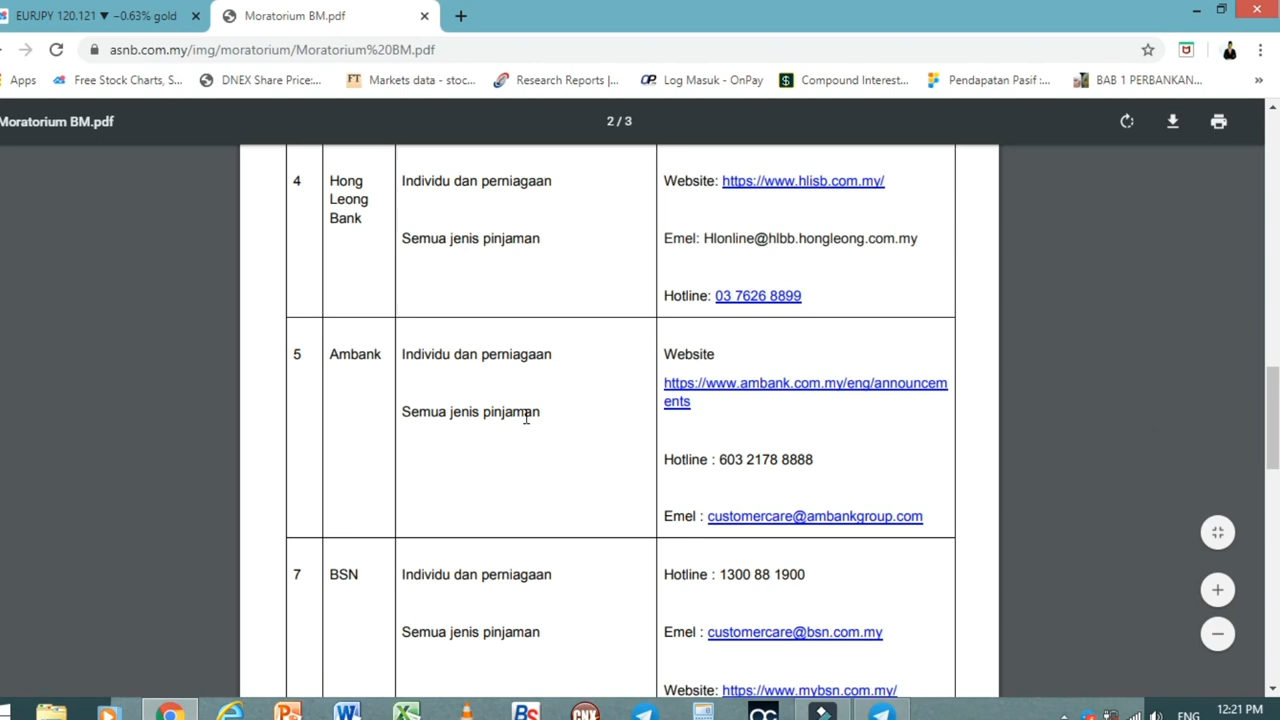 EURJPY 120.121 ▼ −0.63% gold
Moratorium BM.pdf
asnb.com.my/img/moratorium/Moratorium%20BM.pdf
Apps
Free Stock Charts, S...
DNEX Share Price:...
FT
Markets data - stoc...
Research Reports |...
OP
Log Masuk - OnPay
$
Compound Interest...
Pendapatan Pasif :...
BAB 1 PERBANKAN...
»
Moratorium BM.pdf
2 / 3
4
Hong
Leong
Bank
Individu dan perniagaan
Semua jenis pinjaman
Website: https://www.hlisb.com.my/
Emel: Hlonline@hlbb.hongleong.com.my
Hotline: 03 7626 8899
5
Ambank
Individu dan perniagaan
Semua jenis pinjaman
Website
https://www.ambank.com.my/eng/announcem
ents
Hotline : 603 2178 8888
Emel : customercare@ambankgroup.com
7
BSN
Individu dan perniagaan
Semua jenis pinjaman
Hotline : 1300 88 1900
Emel : customercare@bsn.com.my
Website: https://www.mybsn.com.my/
BS
CNX
OC
ENG
12:21 PM